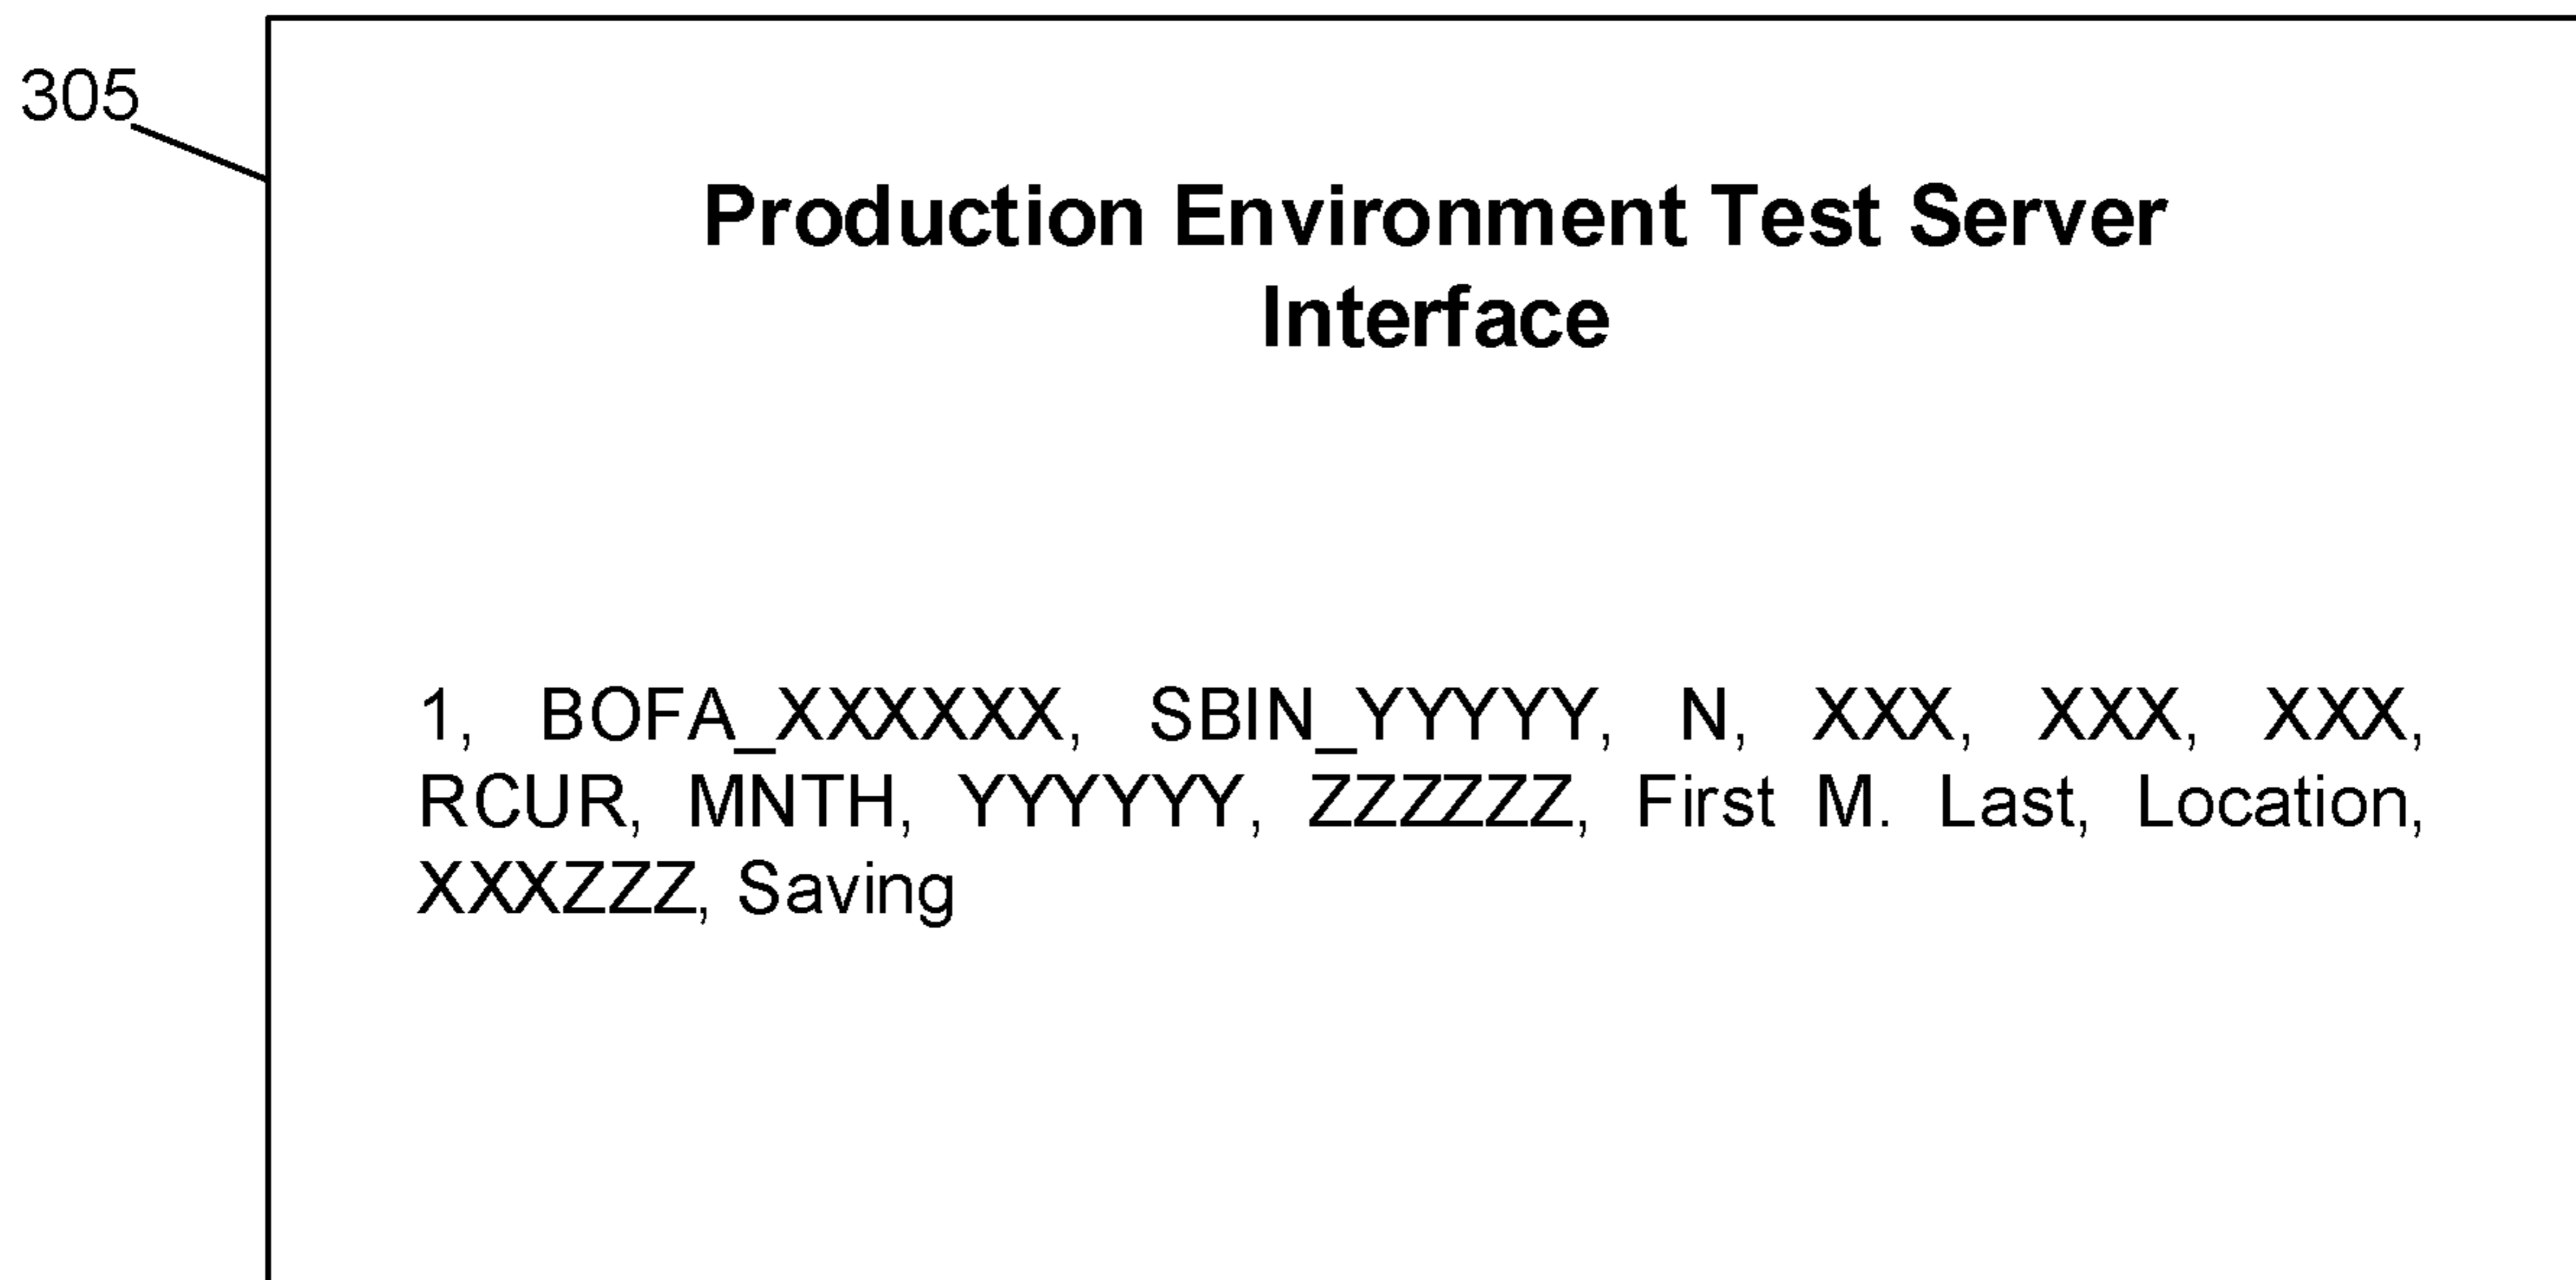 305
Production Environment Test Server
Interface
1, BOFA_XXXXXX, SBIN_YYYYY, N, XXX, XXX, XXX,
RCUR, MNTH, YYYYYY, ZZZZZZ, First M. Last, Location,
XXXZZZ, Saving